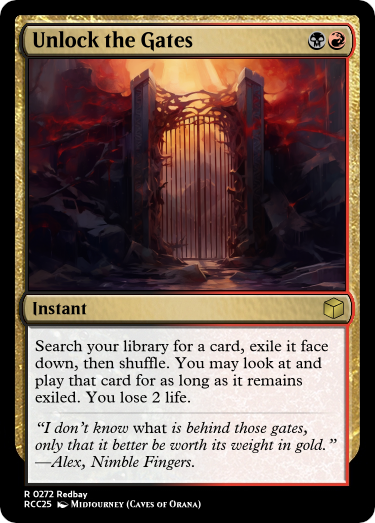 Unlock the Gates
Instant
Search your library for a card, exile it face
down, then shuffle. You may look at and
play that card for as long as it remains
exiled. You lose 2 life.
“I don’t know what is behind those gates,
only that it better be worth its weight in gold.”
—Alex, Nimble Fingers.
R 0272 Redbay
RCC25 Midjourney (Caves of Orana)